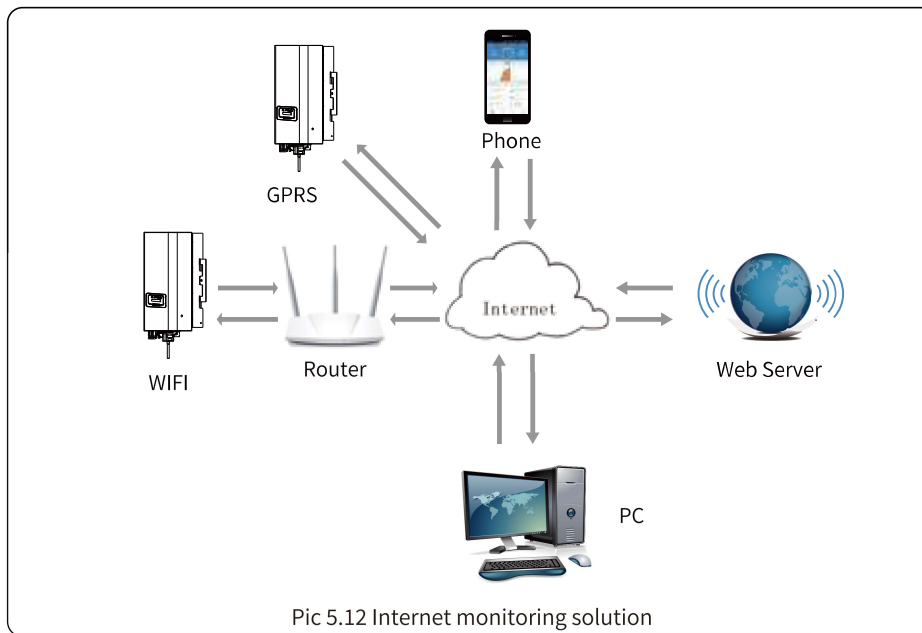 Phone
GPRS
Internet
WIFI
Router
Web Server
PC
Pic 5.12 Internet monitoring solution